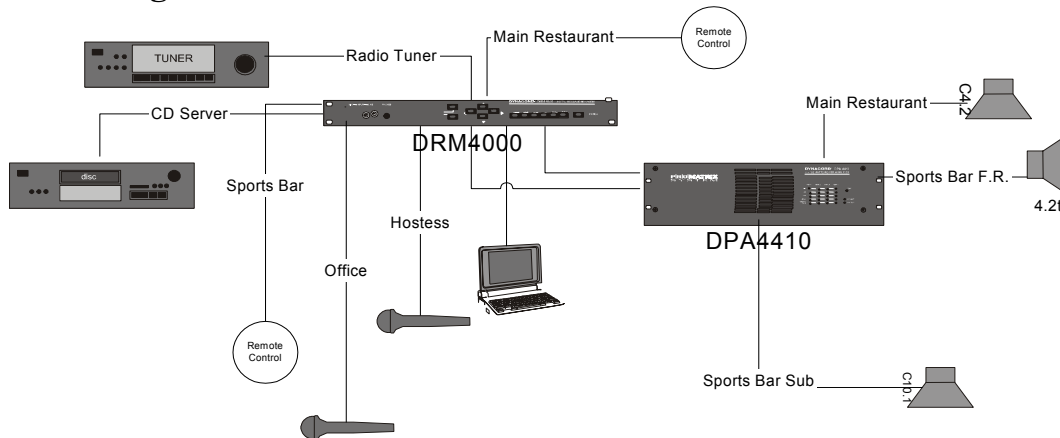 Main Restaurant
Remote
Control
TUNER
Radio Tuner
C4.2
Main Restaurant
CD Server
DRM4000
disc
DYNACORD
Sports Bar F.R.
Sports Bar
4.2t
Hostess
DPA4410
Office
Remote
Control
Sports Bar Sub
C10.1